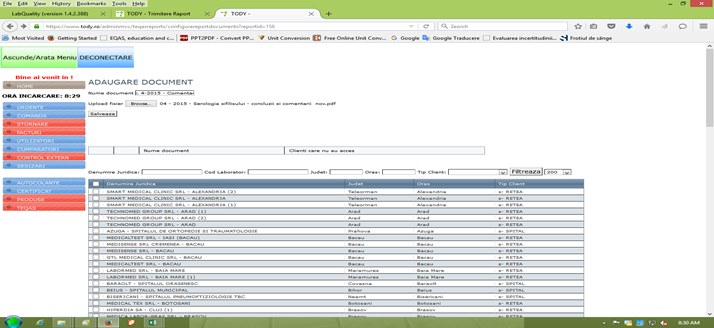 File Edit View History Bookmarks Tools Help
LabQuality (version 1.4.2.388) TODY - Trimitere Report TODY -
https://www.tody.ro/adminmvc/teqasreports/configurereportdocuments?reportid=156 Search
Most Visited Getting Started EQAS, education and c... PPT2PDF - Convert PP... Unit Conversion Free Online Unit Conv... Google Google Traducere Evaluarea incertitudinii... Frotiul de sânge
Ascunde/Arata Meniu DECONECTARE
Bine ai venit in !
HOME
ORA INCARCARE: 8:29
URGENTE
COMANDA
STORNARE
FACTURI
UTILIZATORI
CUMPARATORI
CONTROL EXTERN
SESIZARI
AUTOCOLANTE
CERTIFICAT
PRODUSE
TEQAS
ADAUGARE DOCUMENT
Nume document 4-2015 - Comentar
Upload fisier Browse... 04 - 2015 - Serologia sifilisului - concluzii si comentarii nov.pdf
Salveaza
Nume document Clienti care nu au acces
Denumire Juridica: Cod Laborator: Judet: Oras: Tip Client: Filtreaza 200
Denumire Juridica Judet Oras Tip Client
SMART MEDICAL CLINIC SRL - ALEXANDRIA (2) Teleorman Alexandria s- RETEA
SMART MEDICAL CLINIC SRL - ALEXANDRIA Teleorman Alexandria s- RETEA
SMART MEDICAL CLINIC SRL - ALEXANDRIA (1) Teleorman Alexandria s- RETEA
TECHNOMED GROUP SRL - ARAD (1) Arad Arad s- RETEA
TECHNOMED GROUP SRL - ARAD (2) Arad Arad s- RETEA
TECHNOMED GROUP SRL - ARAD Arad Arad s- RETEA
AZUGA - SPITALUL DE ORTOPEDIE SI TRAUMATOLOGIE Prahova Azuga s- SPITAL
MEDICALTEST SRL - IASI (BACAU) Bacau Bacau s- RETEA
MEDISENSE SRL CREMENEA - BACAU Bacau Bacau s- RETEA
MEDISENSE SRL - BACAU Bacau Bacau s- RETEA
GTL MEDICAL CLINIC SRL - BACAU Bacau Bacau s- RETEA
MEDICALTEST SRL - BACAU Bacau Bacau s- RETEA
LABORMED SRL - BAIA MARE Maramures Baia Mare s- RETEA
LABORMED SRL - BAIA MARE (1) Maramures Baia Mare s- RETEA
BARAOLT - SPITALUL ORASENESC Covasna Baraolt s- SPITAL
BEIUS - SPITALUL MUNICIPAL Bihor Beius s- SPITAL
BISERICANI - SPITALUL PNEUMOFTIZIOLOGIE TBC Neamt Bisericani s- SPITAL
MEDICAL TEX SRL - BOTOSANI Botosani Botosani s- RETEA
HIPERDIA SA - CLUJ (1) Brasov Brasov s- RETEA
Brasov Brasov s- RETEA
8:30 AM